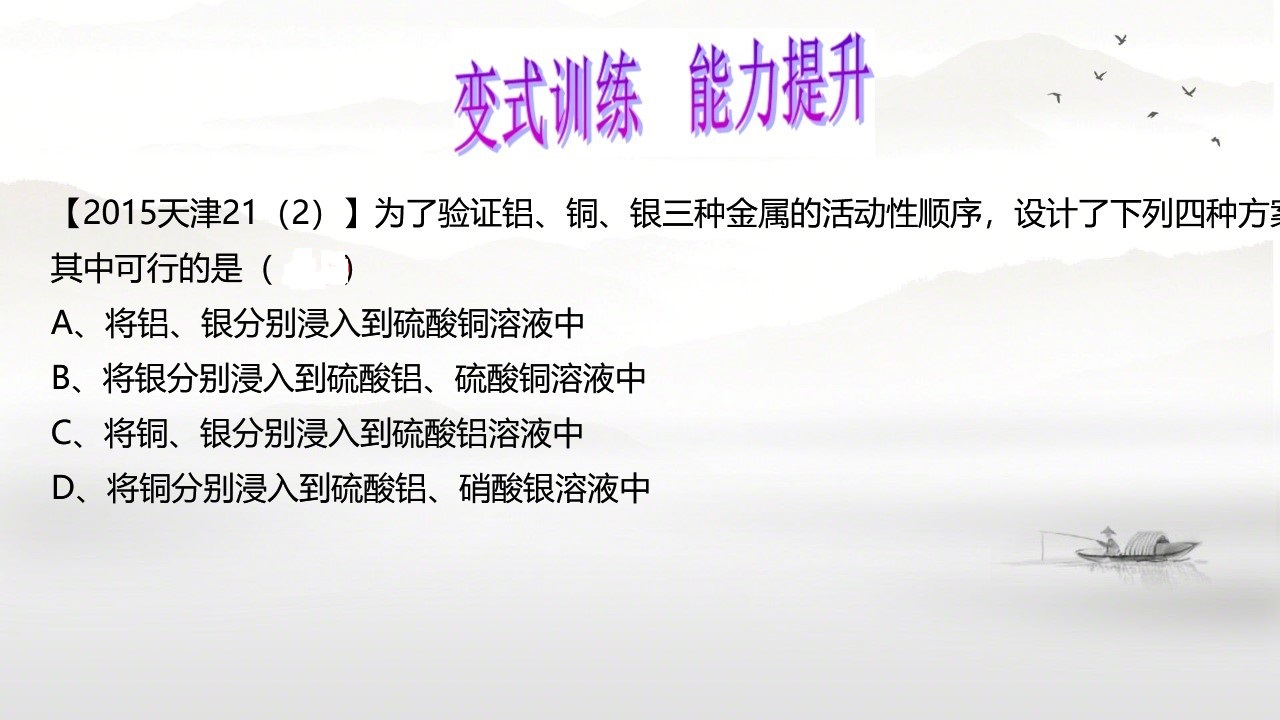 变式训练 能力提升
【2015天津21（2）】为了验证铝、铜、银三种金属的活动性顺序，设计了下列四种方案
其中可行的是（ ）
A、将铝、银分别浸入到硫酸铜溶液中
B、将银分别浸入到硫酸铝、硫酸铜溶液中
C、将铜、银分别浸入到硫酸铝溶液中
D、将铜分别浸入到硫酸铝、硝酸银溶液中